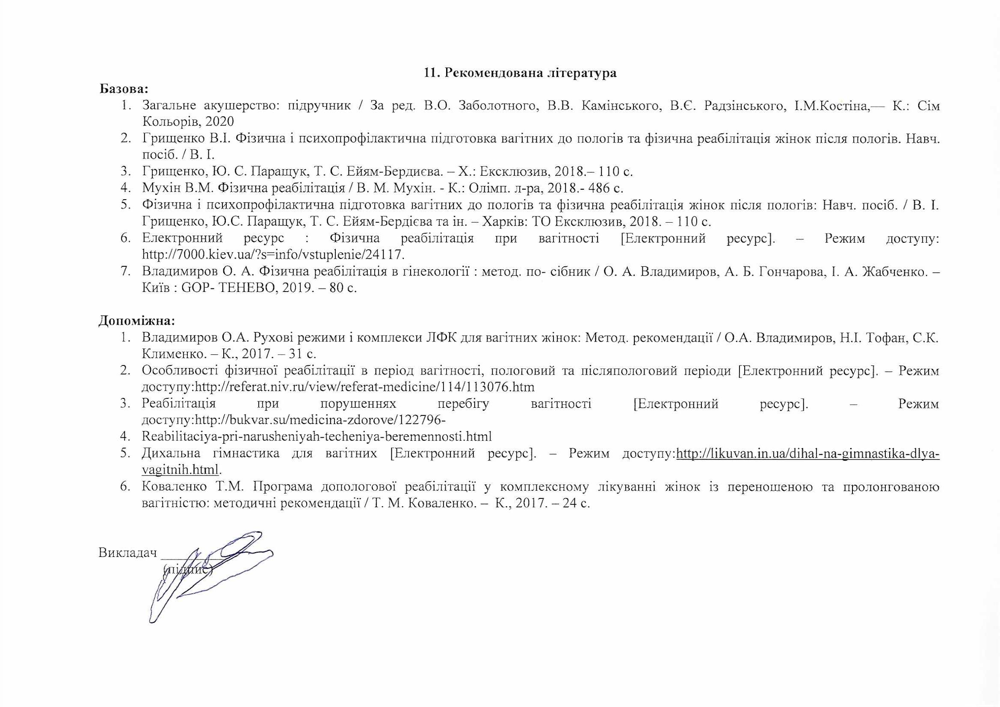 11. Рекомендована література
Базова:
1. Загальне акушерство: підручник / За ред. В.О. Заболотного, В.В. Камінського, В.Є. Радзінського, І.М.Костіна,— К.: Сім
Кольорів, 2020
2. Грищенко В.І. Фізична і психопрофілактична підготовка вагітних до пологів та фізична реабілітація жінок після пологів. Навч.
посіб. / В. І.
3. Грищенко, Ю. С. Паращук, Т. С. Ейям-Бердиєва. – Х.: Ексклюзив, 2018.– 110 с.
4. Мухін В.М. Фізична реабілітація / В. М. Мухін. - К.: Олімп. л-ра, 2018.- 486 с.
5. Фізична і психопрофілактична підготовка вагітних до пологів та фізична реабілітація жінок після пологів: Навч. посіб. / В. І.
Грищенко, Ю.С. Паращук, Т. С. Ейям-Бердієва та ін. – Харків: ТО Ексклюзив, 2018. – 110 с.
6. Електронний ресурс : Фізична реабілітація при вагітності [Електронний ресурс]. – Режим доступу:
http://7000.kiev.ua/?s=info/vstuplenie/24117.
7. Владимиров О. А. Фізична реабілітація в гінекології : метод. по- сібник / О. А. Владимиров, А. Б. Гончарова, І. А. Жабченко. –
Київ : GOP- ТЕНЕВО, 2019. – 80 с.
Допоміжна:
1. Владимиров О.А. Рухові режими і комплекси ЛФК для вагітних жінок: Метод. рекомендації / О.А. Владимиров, Н.І. Тофан, С.К.
Клименко. – К., 2017. – 31 с.
2. Особливості фізичної реабілітації в період вагітності, пологовий та післяпологовий періоди [Електронний ресурс]. – Режим
доступу:http://referat.niv.ru/view/referat-medicine/114/113076.htm
3. Реабілітація при порушеннях перебігу вагітності [Електронний ресурс]. – Режим
доступу:http://bukvar.su/medicina-zdorove/122796-
4. Reabilitaciya-pri-narusheniyah-techeniya-beremennosti.html
5. Дихальна гімнастика для вагітних [Електронний ресурс]. – Режим доступу:http://likuvan.in.ua/dihal-na-gimnastika-dlya-
vagitnih.html.
6. Коваленко Т.М. Програма допологової реабілітації у комплексному лікуванні жінок із переношеною та пролонгованою
вагітністю: методичні рекомендації / Т. М. Коваленко. – К., 2017. – 24 с.
Викладач ________
(підпис)